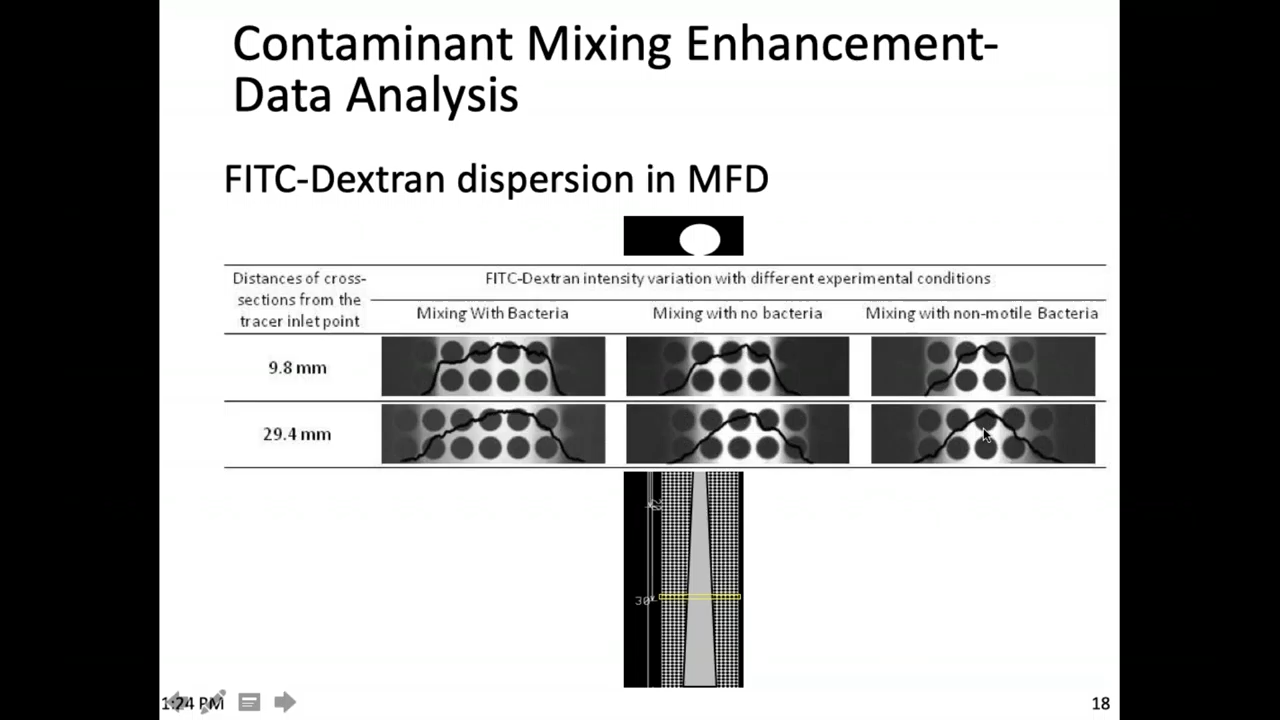 Contaminant Mixing Enhancement-
Data Analysis
FITC-Dextran dispersion in MFD
Distances of cross-
sections from the
tracer inlet point
FITC-Dextran intensity variation with different experimental conditions
Mixing With Bacteria
Mixing with no bacteria
Mixing with non-motile Bacteria
9.8 mm
29.4 mm
30
1:24 PM
18